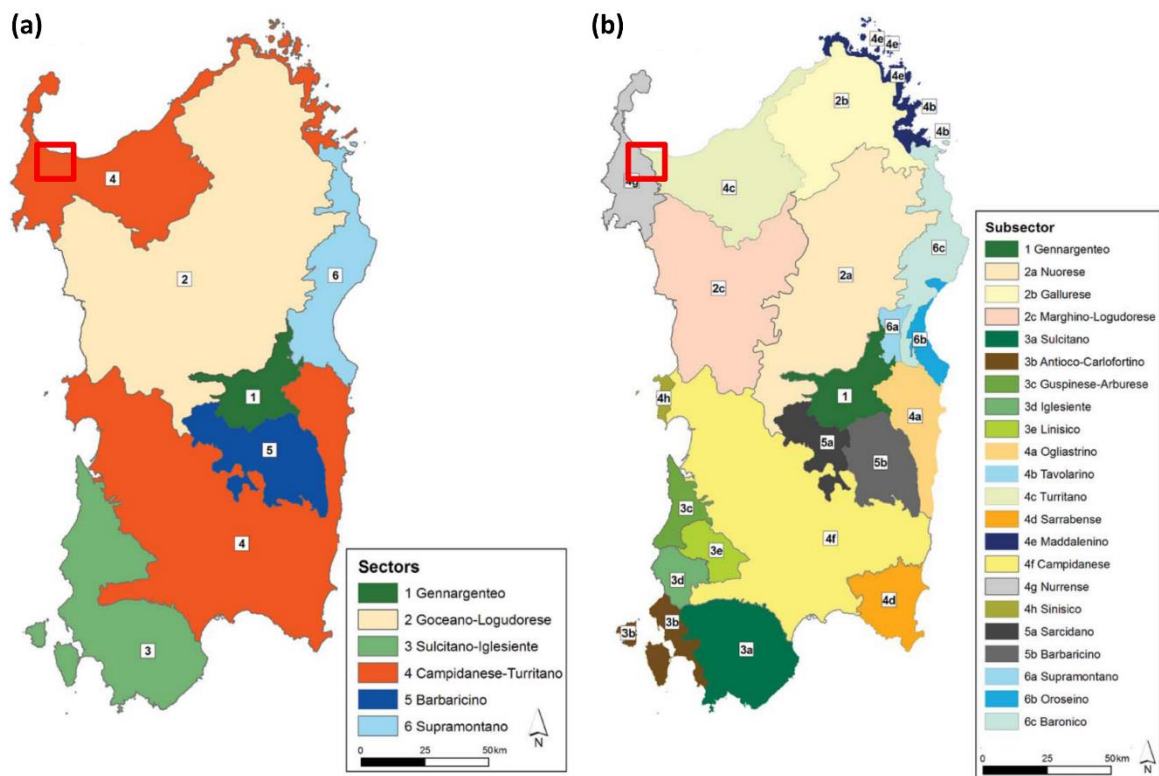 (a)
4
2
6
1
5
4
3
Sectors
1 Gennargenteo
2 Goceano-Logudorese
3 Sulcitano-Iglesiente
4 Campidanese-Turritano
5 Barbaricino
6 Supramontano
0 25 50km
N
(b)
4e
4e
4e
2b
4b
4b
4g
4c
6c
2a
2c
6a
6b
1
4h
4a
5a
5b
3c
3e
4f
3d
4d
3b
3b
3a
Subsector
1 Gennargenteo
2a Nuorese
2b Gallurese
2c Marghino-Logudorese
3a Sulcitano
3b Antioco-Carlofortino
3c Guspinese-Arburese
3d Iglesiente
3e Linisico
4a Ogliastrino
4b Tavolarino
4c Turritano
4d Sarrabense
4e Maddalenino
4f Campidanese
4g Nurrense
4h Sinisico
5a Sarcidano
5b Barbaricino
6a Supramontano
6b Oroseino
6c Baronico
0 25 50km
N